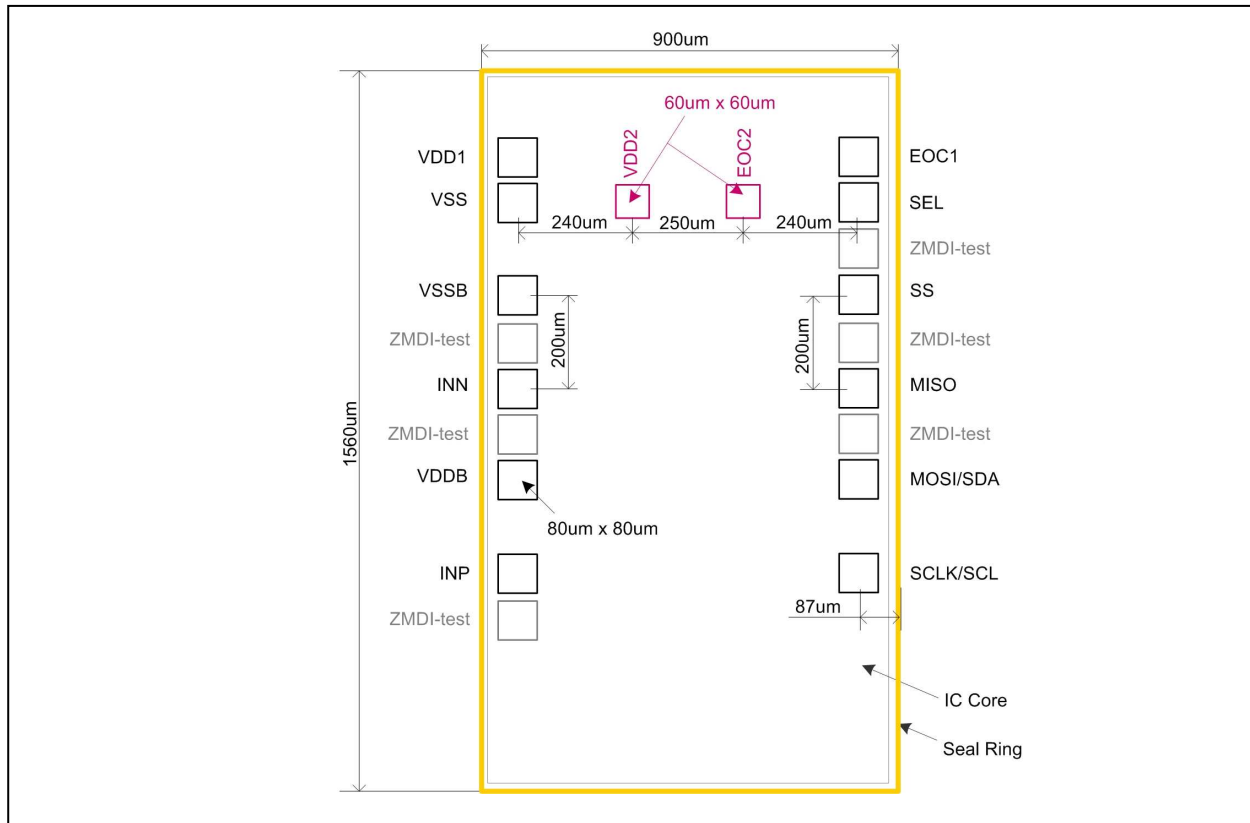 900um
60um x 60um
VDD2
EOC2
VDD1
EOC1
VSS
SEL
240um
250um
240um
ZMDI-test
VSSB
SS
200um
200um
ZMDI-test
ZMDI-test
INN
MISO
1560um
ZMDI-test
ZMDI-test
VDDB
MOSI/SDA
80um x 80um
INP
SCLK/SCL
87um
ZMDI-test
IC Core
Seal Ring